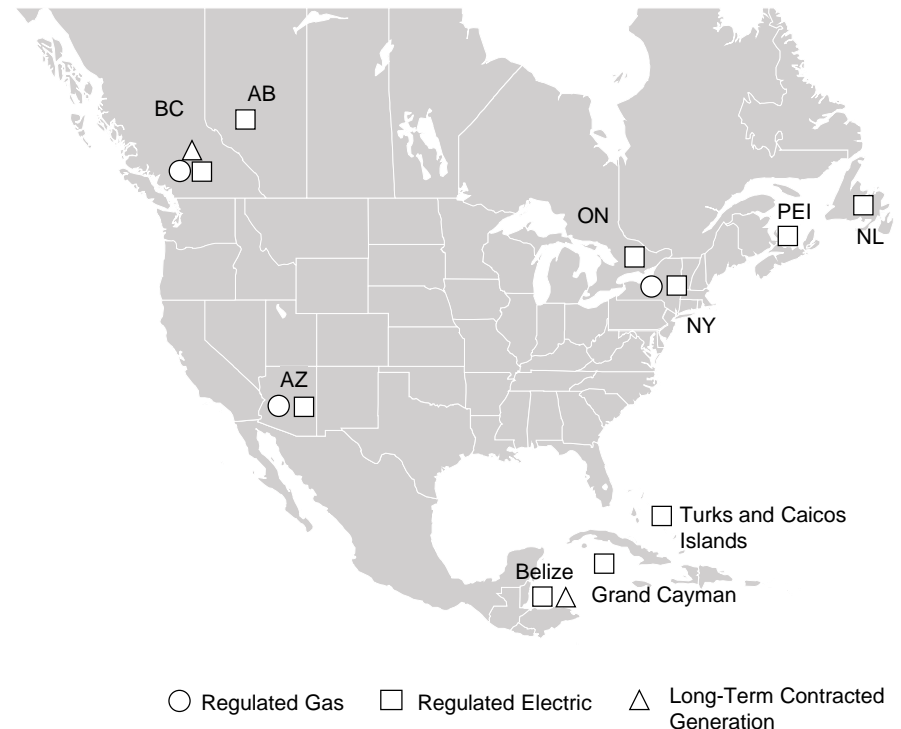 AB
BC
ON
PEI
NL
NY
AZ
Turks and Caicos
Islands
Belize
Grand Cayman
Regulated Gas
Regulated Electric
Long-Term Contracted
Generation